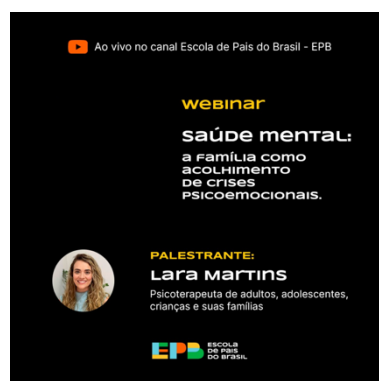 Ao vivo no canal Escola de Pais do Brasil - EPB
webinar
saúde mental:
a família como
acolhimento
de crises
psicoemocionais.
PALESTRANTE:
Lara Martins
Psicoterapeuta de adultos, adolescentes,
crianças e suas famílias
EPB
ESCOLA
DE PAIS
DO BRASIL